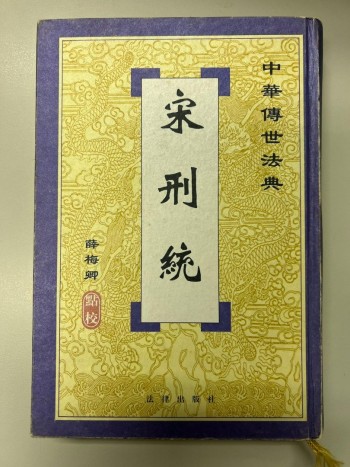 中華傳世法典
宋刑統
薛梅卿
點校
法律出版社